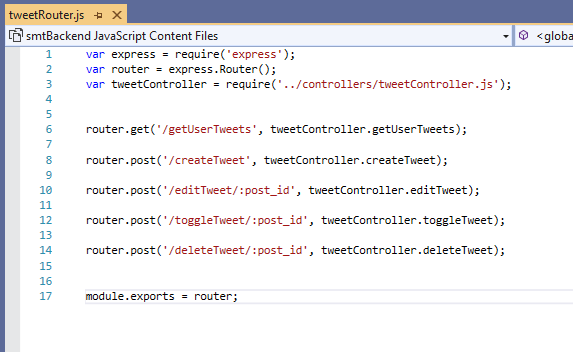 tweetRouter.js
smtBackend JavaScript Content Files
<global
1 var express = require('express');
2 var router = express.Router();
3 var tweetController = require('../controllers/tweetController.js');
4
5
6 router.get('/getUserTweets', tweetController.getUserTweets);
7
8 router.post('/createTweet', tweetController.createTweet);
9
10 router.post('/editTweet/:post_id', tweetController.editTweet);
11
12 router.post('/toggleTweet/:post_id', tweetController.toggleTweet);
13
14 router.post('/deleteTweet/:post_id', tweetController.deleteTweet);
15
16
17 module.exports = router;